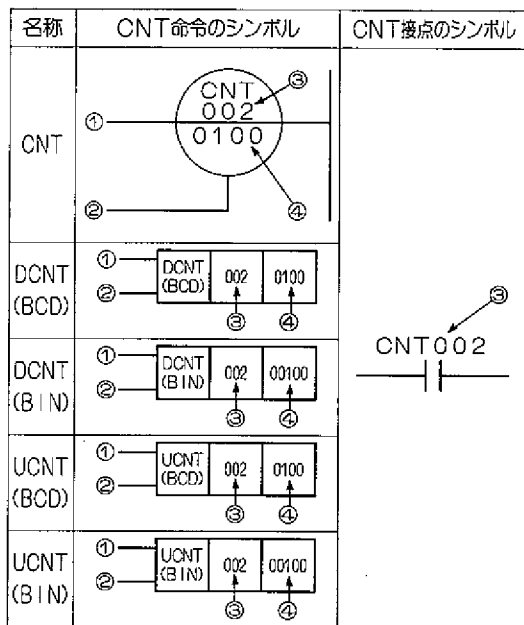 名称 CNT命令のシンボル CNT接点のシンボル
CNT
CNT
002
0100
①
②
③
④
DCNT
(BCD)
①
②
DCNT
(BCD)
002
0100
③
④
DCNT
(BIN)
①
②
DCNT
(BIN)
002
00100
③
④
UCNT
(BCD)
①
②
UCNT
(BCD)
002
0100
③
④
UCNT
(BIN)
①
②
UCNT
(BIN)
002
00100
③
④
③
CNT002